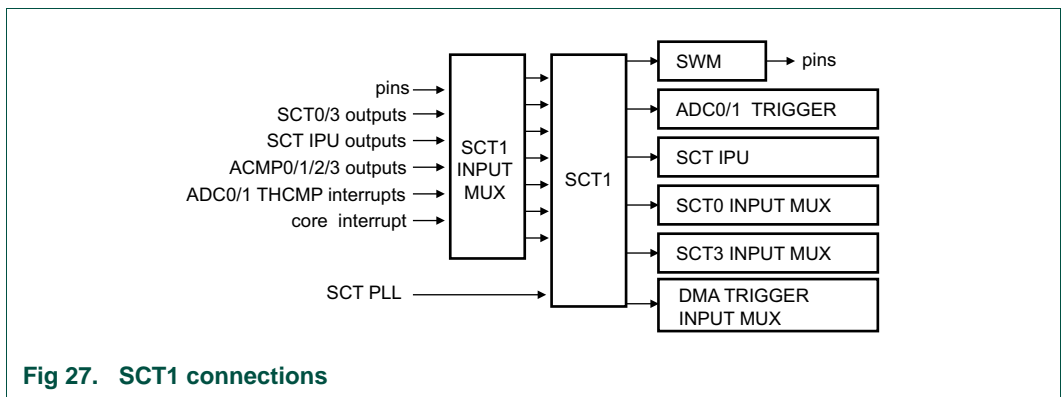 pins
SCT0/3 outputs
SCT IPU outputs
ACMP0/1/2/3 outputs
ADC0/1 THCMP interrupts
core interrupt
SCT PLL
SCT1
INPUT
MUX
SCT1
SWM
pins
ADC0/1 TRIGGER
SCT IPU
SCT0 INPUT MUX
SCT3 INPUT MUX
DMA TRIGGER
INPUT MUX
Fig 27. SCT1 connections